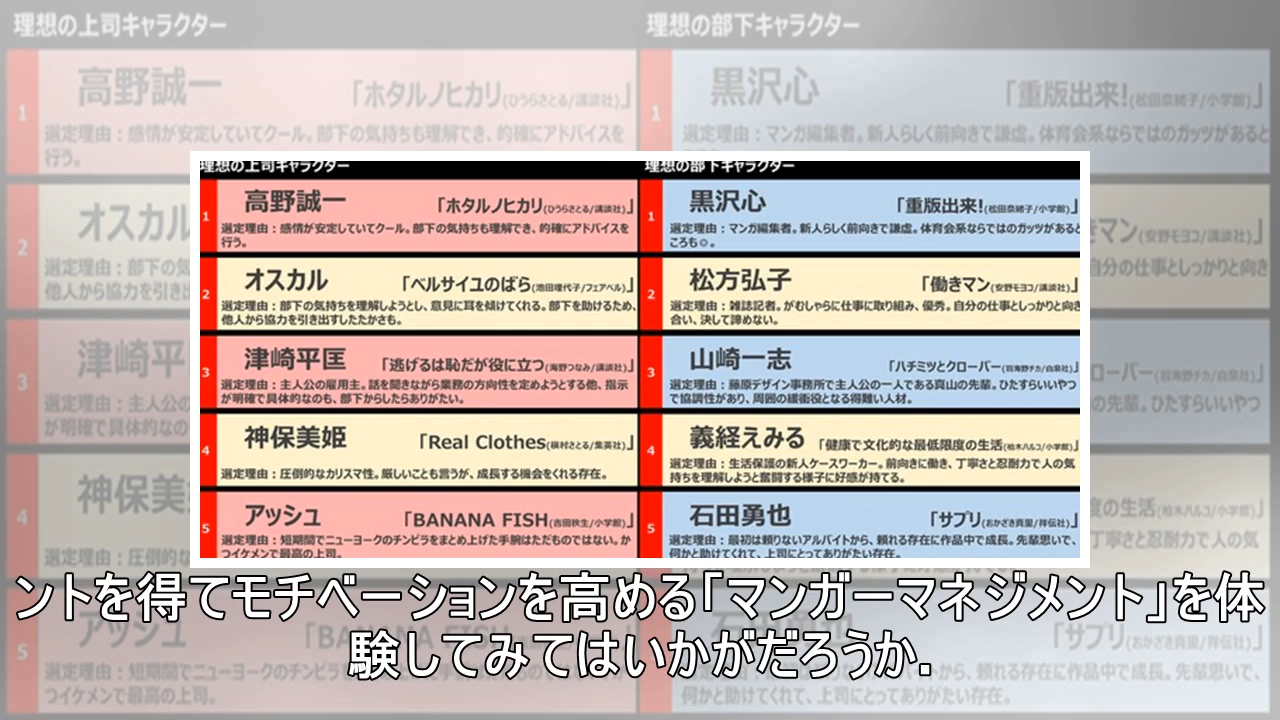 理想の上司キャラクター
1
高野誠一 「ホタルノヒカリ(ひうらさとる/講談社)」
選定理由：感情が安定していてクール。部下の気持ちも理解でき、的確にアドバイスを
行う。
2
オスカル 「ベルサイユのばら(池田理代子/フェアベル)」
選定理由：部下の気持ちを理解しようとし、意見に耳を傾けてくれる。部下を助けるため、
他人から協力を引き出すしたたかさも。
3
津崎平匡 「逃げるは恥だが役に立つ(海野つなみ/講談社)」
選定理由：主人公の雇用主。話を聞きながら業務の方向性を定めようとする他、指示
が明確で具体的なのも、部下からしたらありがたい。
4
神保美姫 「Real Clothes(槇村さとる/集英社)」
選定理由：圧倒的なカリスマ性。厳しいことも言うが、成長する機会をくれる存在。
5
アッシュ 「BANANA FISH(吉田秋生/小学館)」
選定理由：短期間でニューヨークのチンピラをまとめ上げた手腕はただものではない。か
つイケメンで最高の上司。
理想の部下キャラクター
1
黒沢心 「重版出来!(松田奈緒子/小学館)」
選定理由：マンガ編集者。新人らしく前向きで謙虚。体育会系ならではのガッツがあると
ころも◎。
2
松方弘子 「働きマン(安野モヨコ/講談社)」
選定理由：雑誌記者。がむしゃらに仕事に取り組み、優秀。自分の仕事としっかりと向き
合い、決して諦めない。
3
山崎一志 「ハチミツとクローバー(羽海野チカ/白泉社)」
選定理由：藤原デザイン事務所で主人公の一人である真山の先輩。ひたすらいいやつ
で協調性があり、周囲の緩衝役となる得難い人材。
4
義経えみる 「健康で文化的な最低限度の生活(柏木ハルコ/小学館)」
選定理由：生活保護の新人ケースワーカー。前向きに働き、丁寧さと忍耐力で人の気
持ちを理解しようと奮闘する様子に好感が持てる。
5
石田勇也 「サプリ(おかざき真里/祥伝社)」
選定理由：最初は頼りないアルバイトから、頼れる存在に作品中で成長。先輩思いで、
何かと助けてくれて、上司にとってありがたい存在。
ントを得てモチベーションを高める「マンガーマネジメント」を体
験してみてはいかがだろうか.